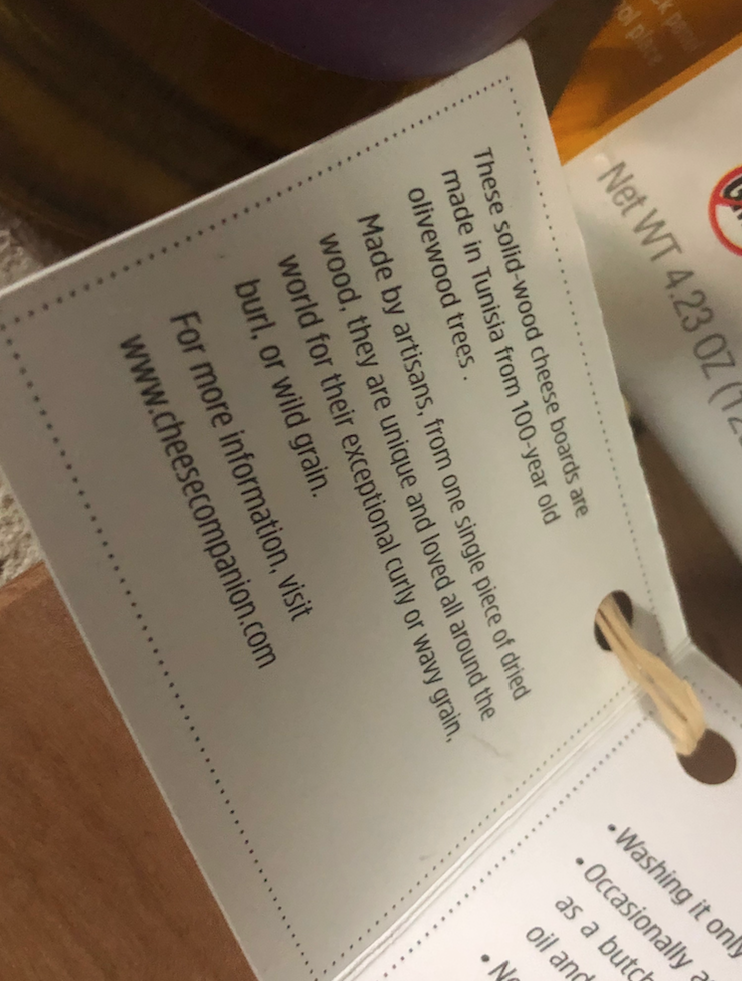 These solid-wood cheese boards are
made in Tunisia from 100-year old
olivewood trees .
Made by artisans, from one single piece of dried
wood, they are unique and loved all around the
world for their exceptional curly or wavy grain,
burl, or wild grain.
For more information, visit
www.cheesecompanion.com
• Washing it only
• Occasionally
as a
oil and
•
Net WT 4.23 OZ